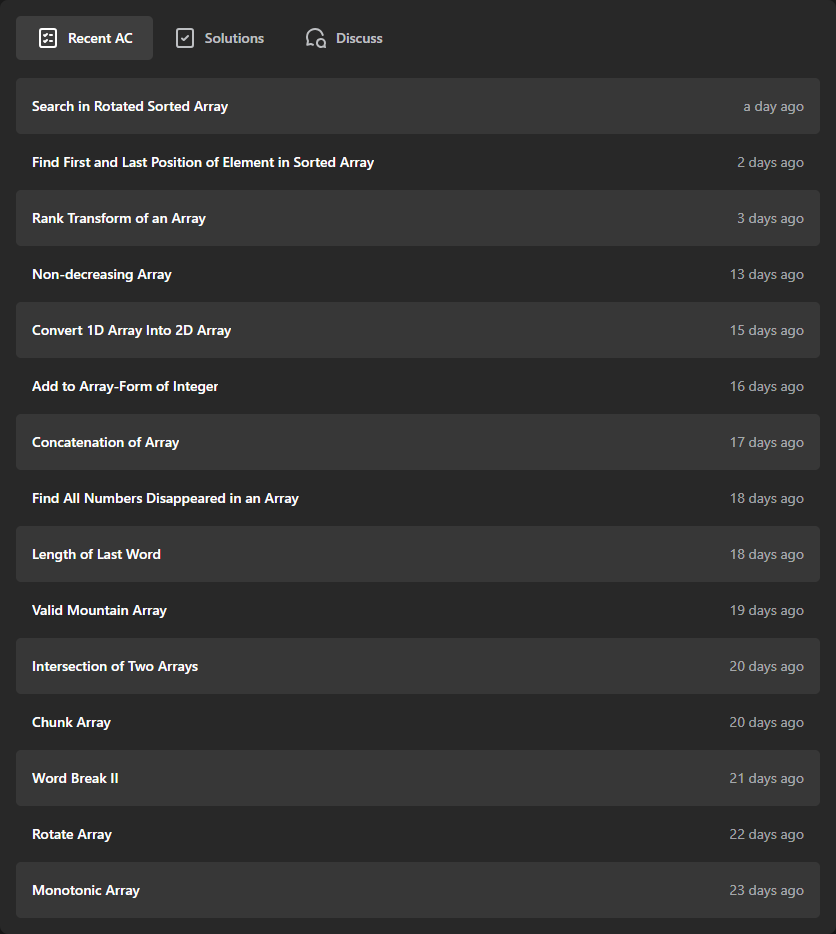 Recent AC Solutions Discuss
Search in Rotated Sorted Array a day ago
Find First and Last Position of Element in Sorted Array 2 days ago
Rank Transform of an Array 3 days ago
Non-decreasing Array 13 days ago
Convert 1D Array Into 2D Array 15 days ago
Add to Array-Form of Integer 16 days ago
Concatenation of Array 17 days ago
Find All Numbers Disappeared in an Array 18 days ago
Length of Last Word 18 days ago
Valid Mountain Array 19 days ago
Intersection of Two Arrays 20 days ago
Chunk Array 20 days ago
Word Break II 21 days ago
Rotate Array 22 days ago
Monotonic Array 23 days ago